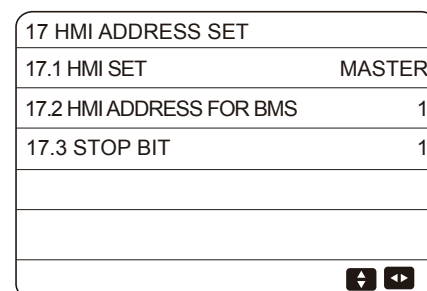 17 HMI ADDRESS SET
17.1 HMI SET MASTER
17.2 HMI ADDRESS FOR BMS 1
17.3 STOP BIT 1